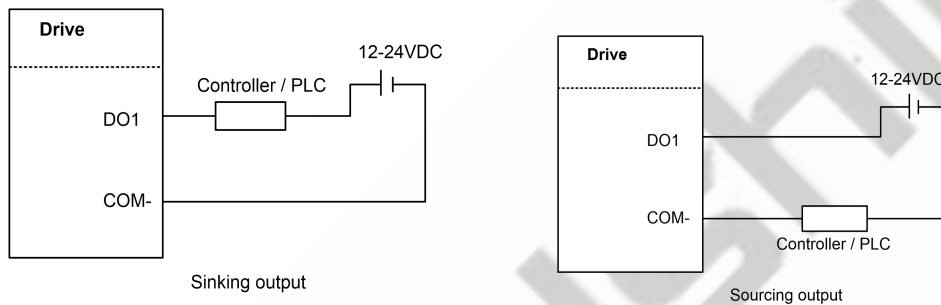 Drive
12-24VDC
Controller / PLC
DO1
COM-
Sinking output
Drive
12-24VDC
DO1
COM-
Controller / PLC
Sourcing output